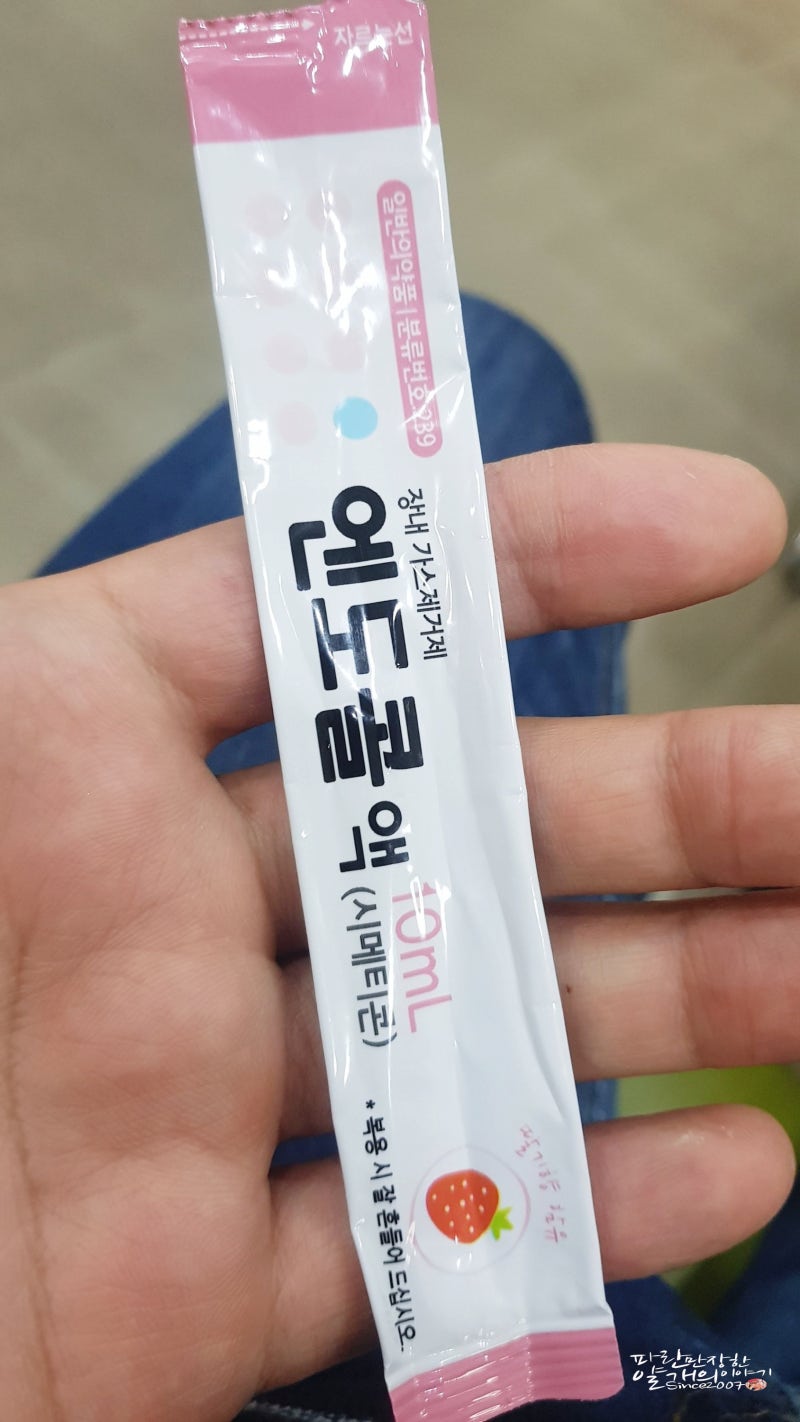 자르는선
일반의약품 | 분류번호.239
장내 가스제거제
엔도콜액 10mL
(시메티콘)
딸기향 함유
* 복용 시 잘 흔들어 드십시오.
파란만장한
얄개의이야기
Since2007